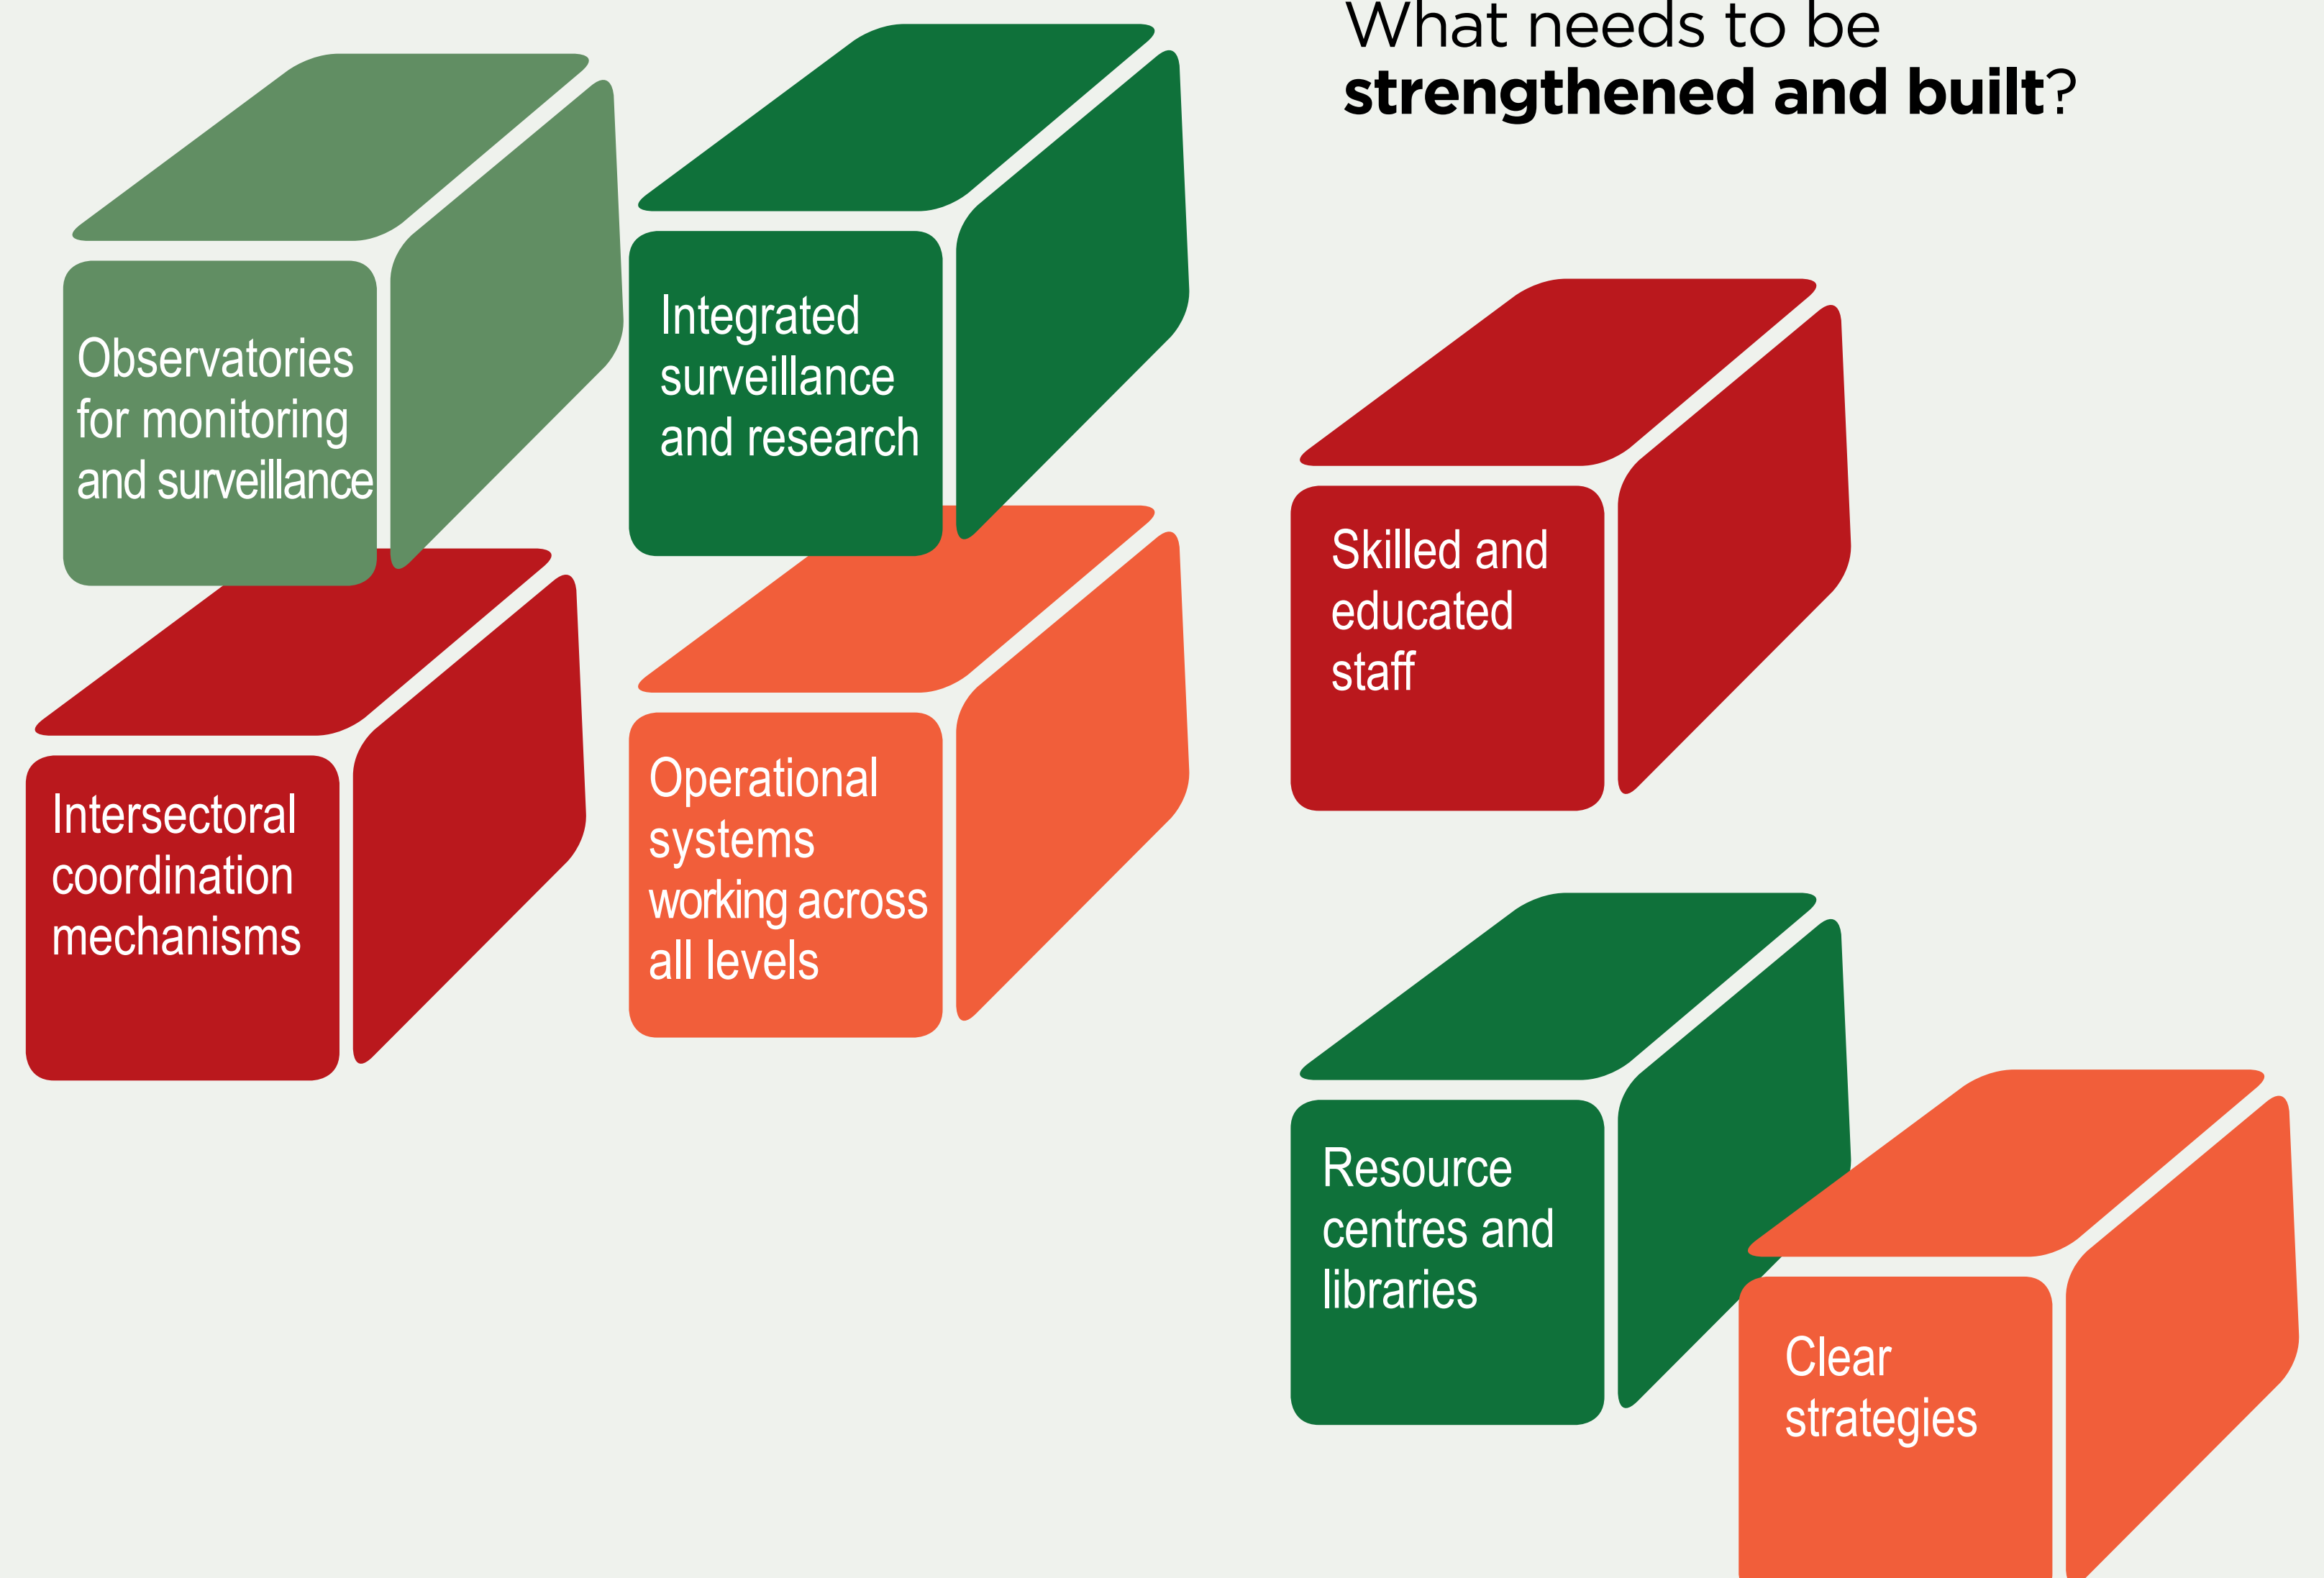 What needs to be
strengthened and built?
Observatories
for monitoring
and surveillance
Integrated
surveillance
and research
Skilled and
educated
staff
Intersectoral
coordination
mechanisms
Operational
systems
working across
all levels
Resource
centres and
libraries
Clear
strategies